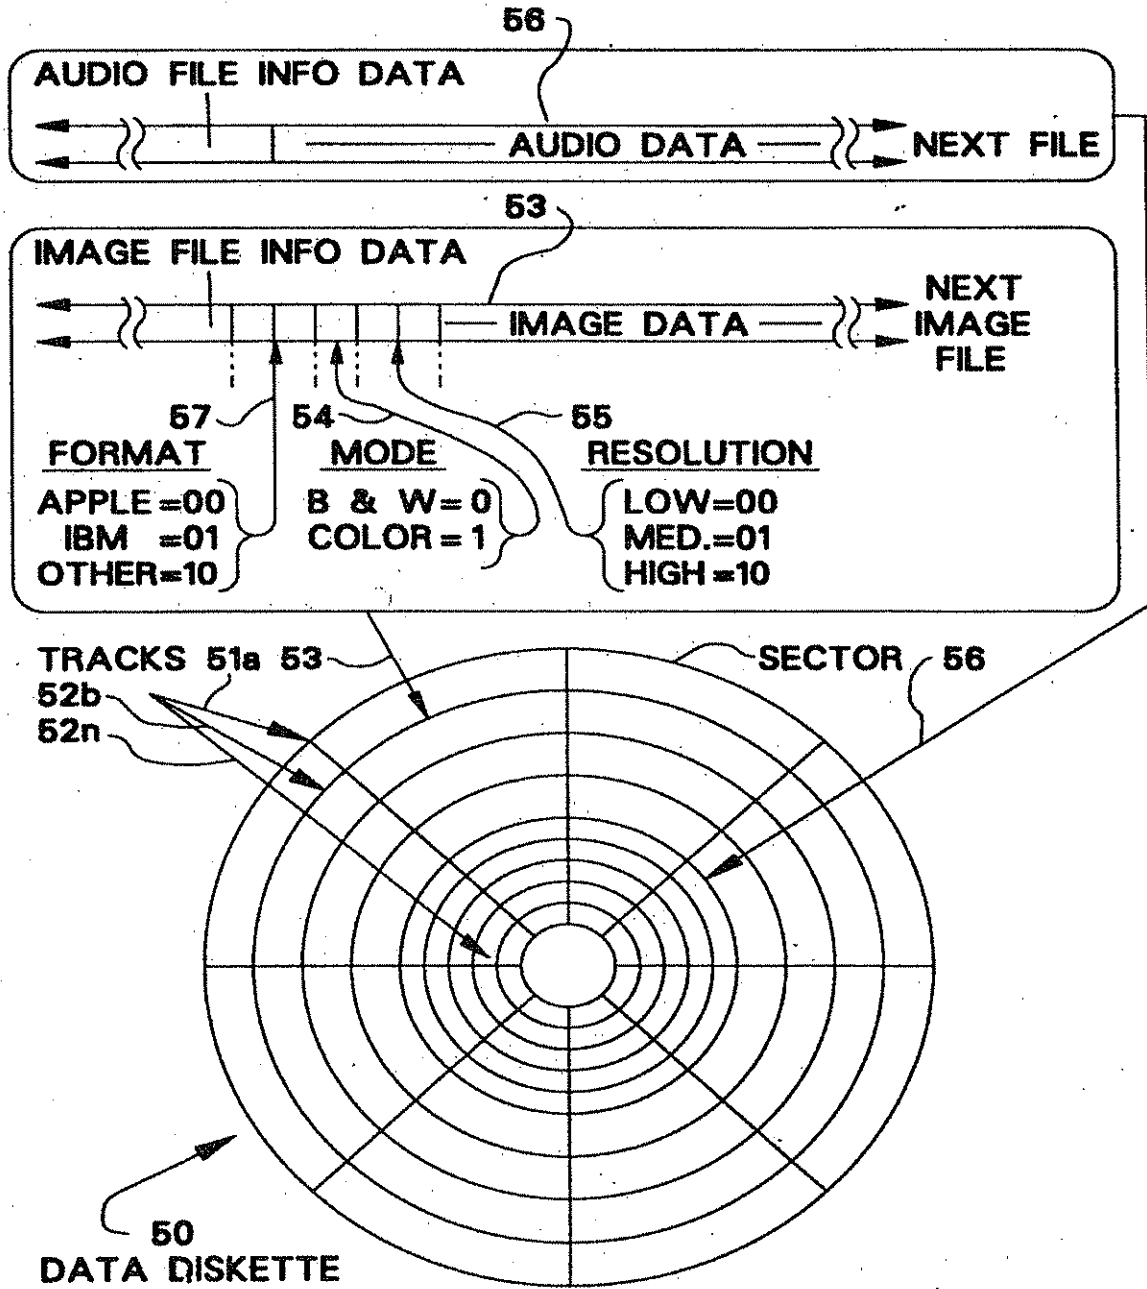 56
AUDIO FILE INFO DATA
AUDIO DATA
NEXT FILE
53
IMAGE FILE INFO DATA
IMAGE DATA
NEXT
IMAGE
FILE
57 54 55
FORMAT MODE RESOLUTION
APPLE=00 B & W=0 LOW=00
IBM =01 COLOR=1 MED.=01
OTHER=10 HIGH=10
TRACKS 51a 53 SECTOR 56
52b
52n
50
DATA DISKETTE